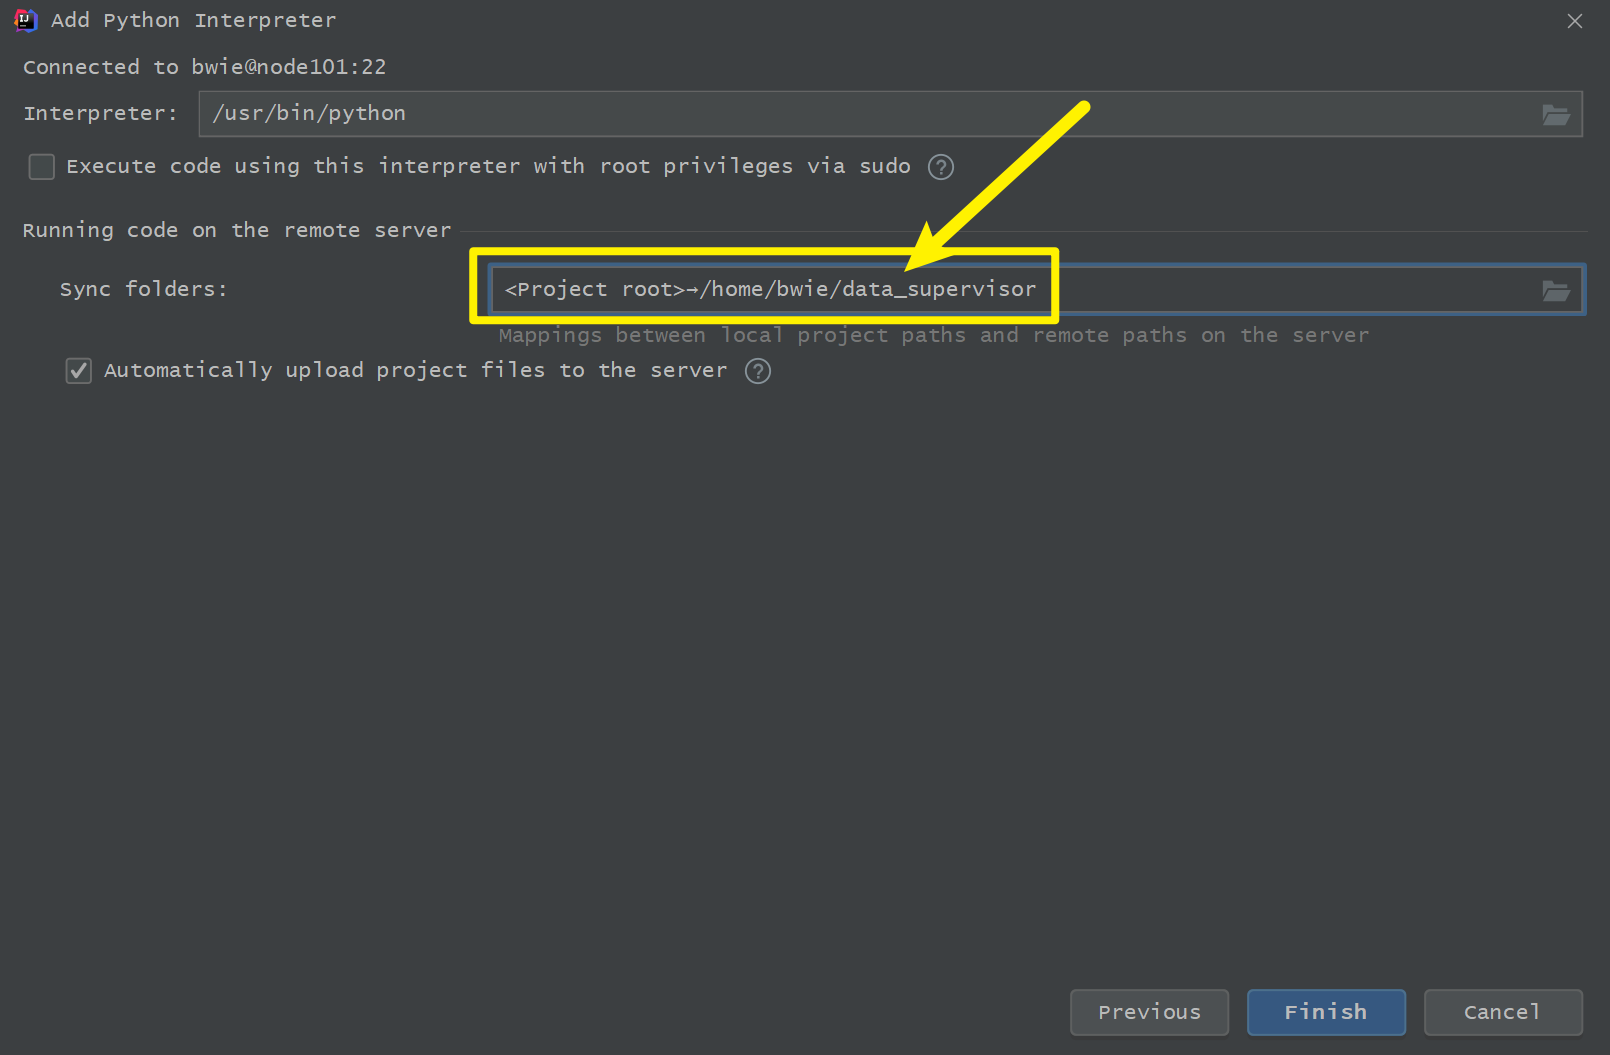 Add Python Interpreter
Connected to bwie@node101:22
Interpreter: /usr/bin/python
Execute code using this interpreter with root privileges via sudo ?
Running code on the remote server
Sync folders: <Project root>→/home/bwie/data_supervisor
Mappings between local project paths and remote paths on the server
Automatically upload project files to the server ?
Previous Finish Cancel